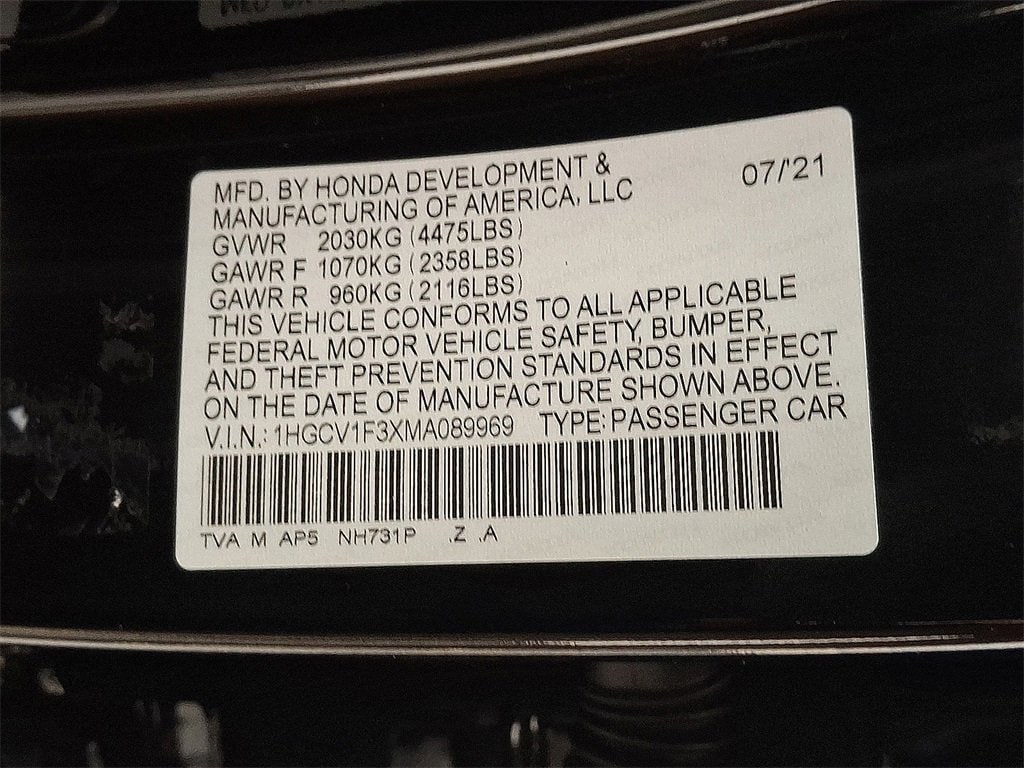 MFD. BY HONDA DEVELOPMENT &
MANUFACTURING OF AMERICA, LLC
07/'21
GVWR 2030KG (4475LBS)
GAWR F 1070KG (2358LBS)
GAWR R 960KG (2116LBS)
THIS VEHICLE CONFORMS TO ALL APPLICABLE
FEDERAL MOTOR VEHICLE SAFETY, BUMPER,
AND THEFT PREVENTION STANDARDS IN EFFECT
ON THE DATE OF MANUFACTURE SHOWN ABOVE.
V.I.N.: 1HGCV1F3XMA089969 TYPE: PASSENGER CAR
TVA M AP5 NH731P .Z .A